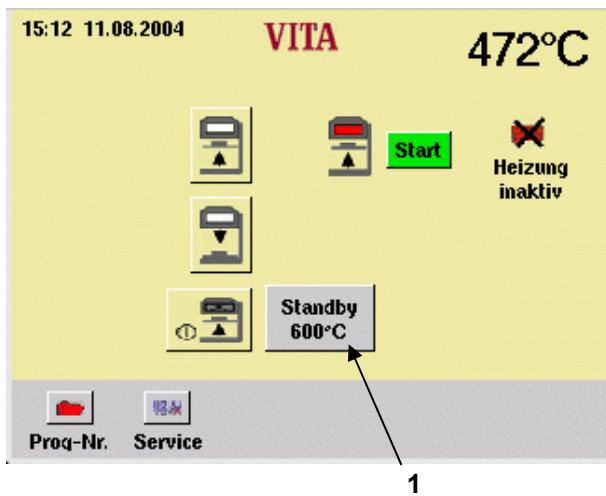 15:12 11.08.2004
VITA
472°C
Start
Heizung
inaktiv
Standby
600°C
Prog-Nr.
Service
1